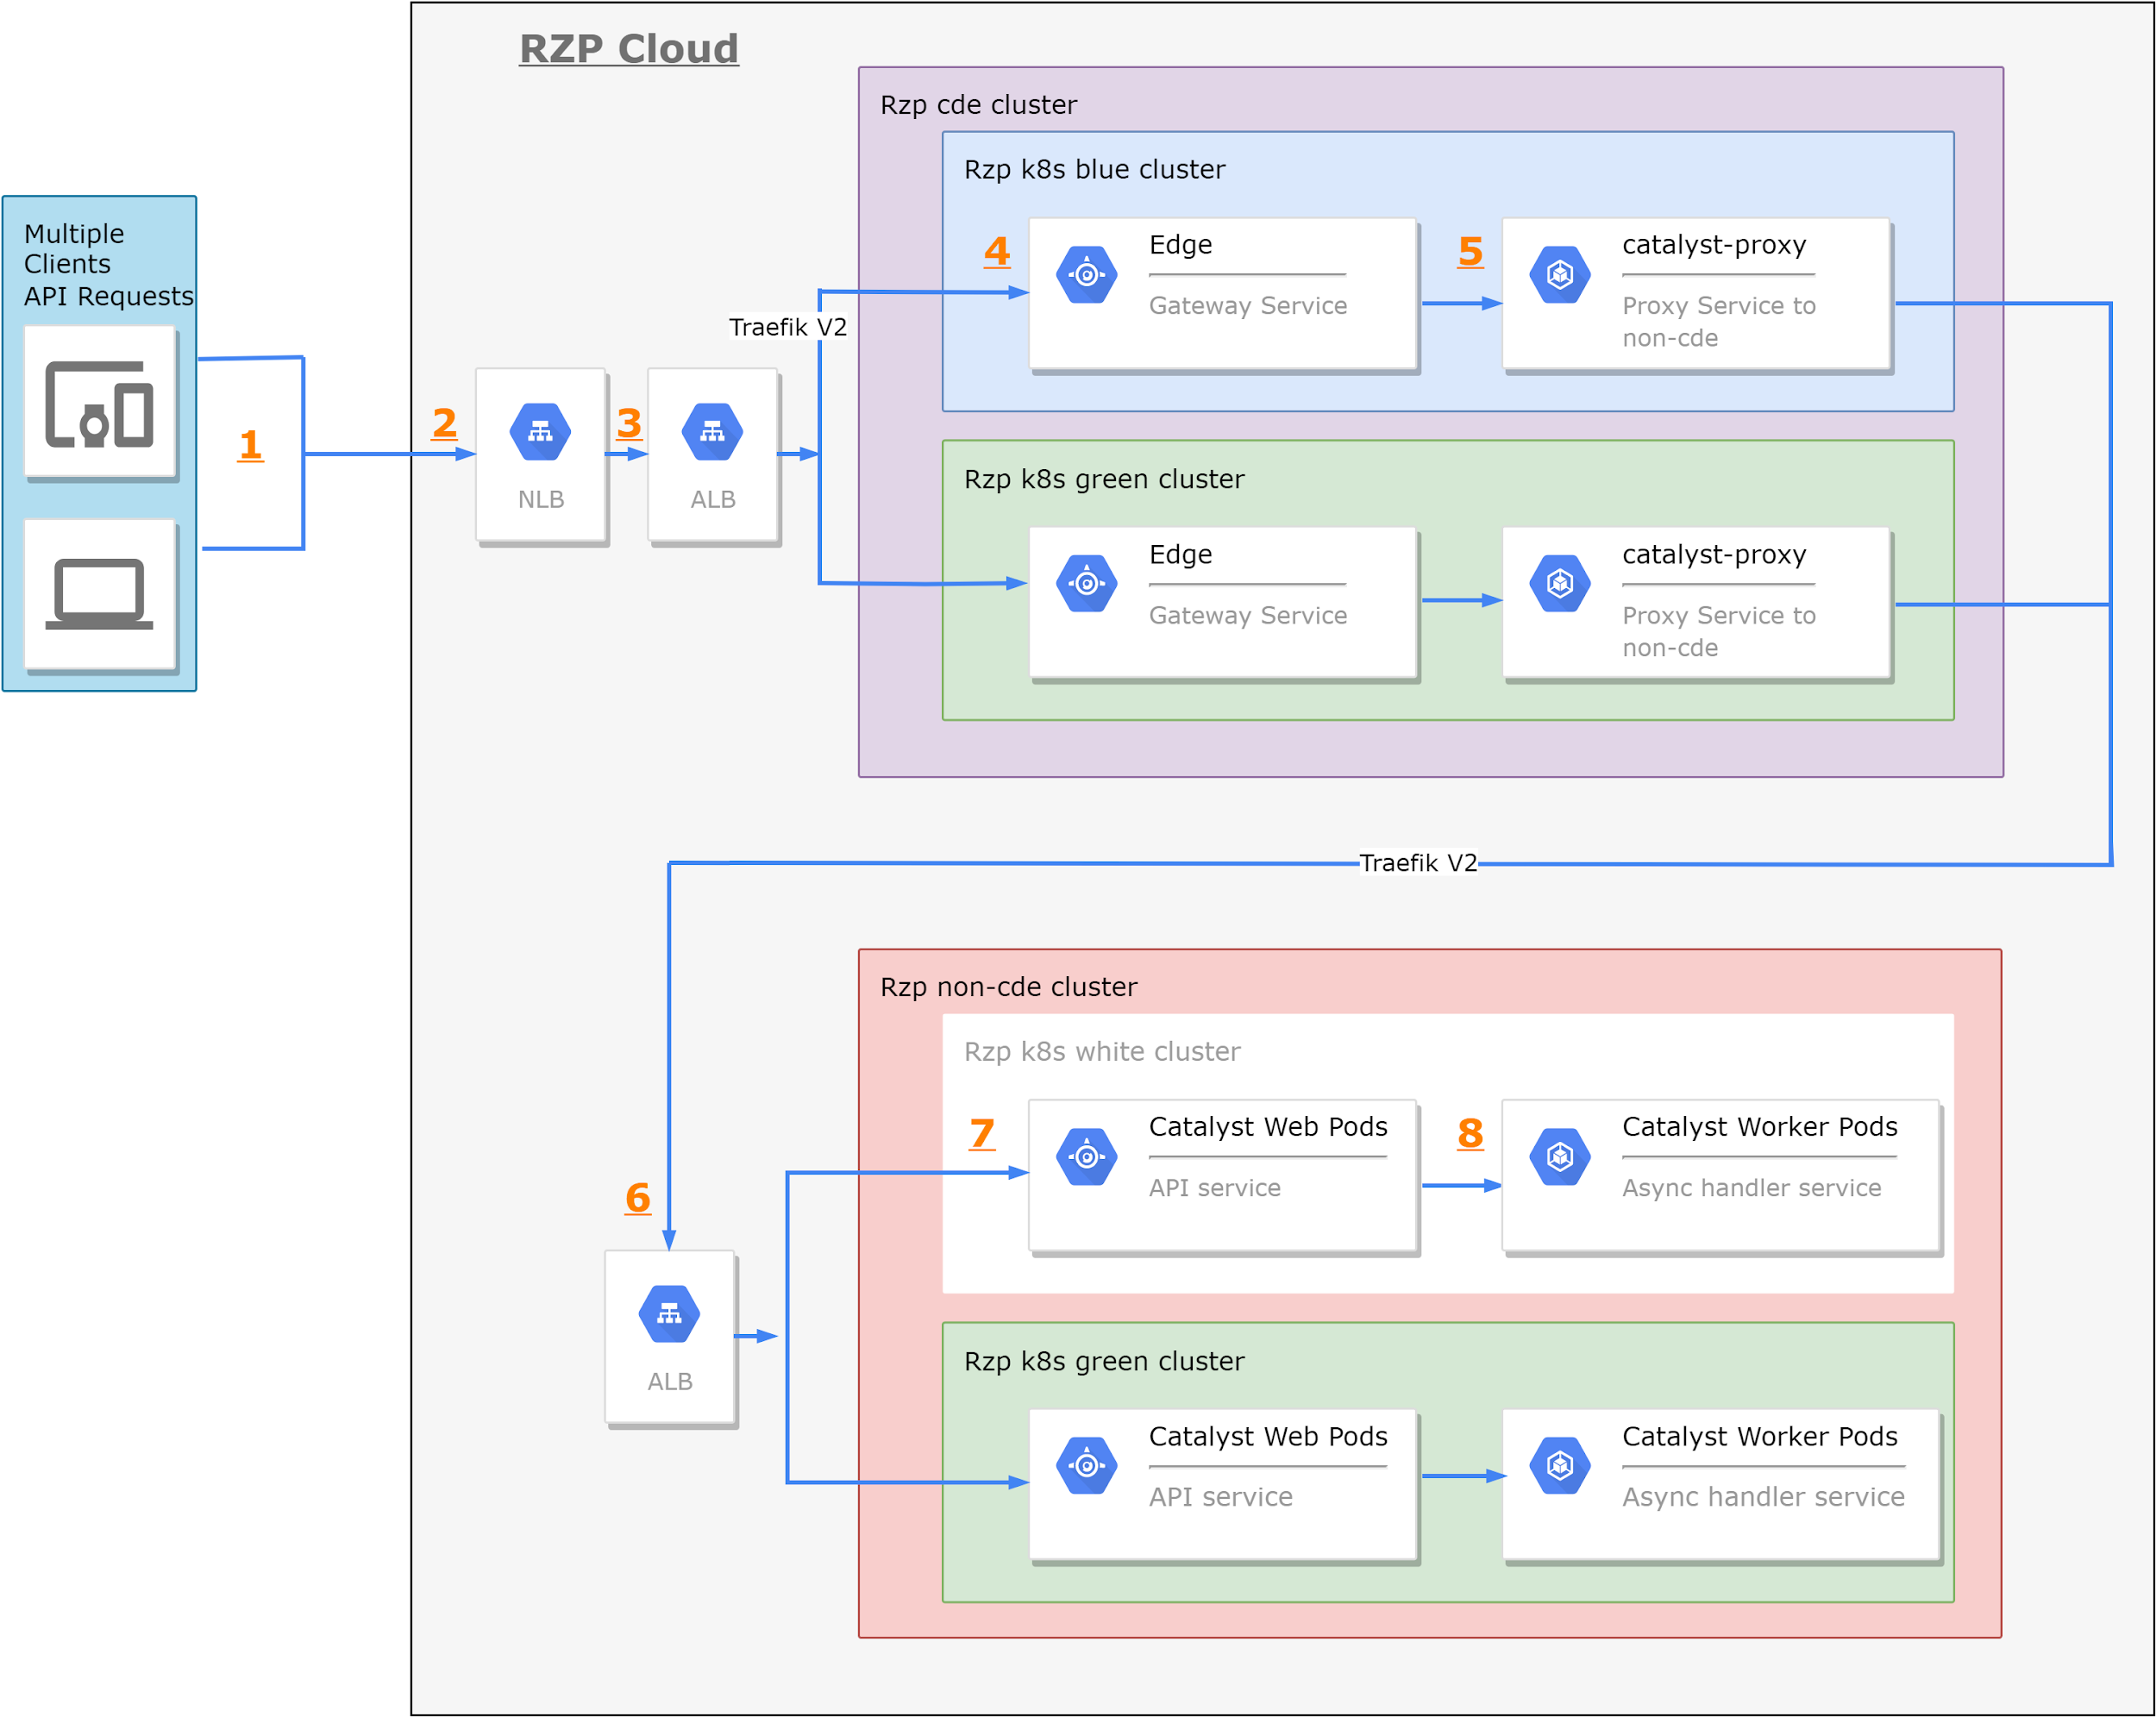 RZP Cloud
Multiple
Clients
API Requests
1
2
NLB
3
ALB
Traefik V2
Rzp cde cluster
Rzp k8s blue cluster
4
Edge
Gateway Service
5
catalyst-proxy
Proxy Service to
non-cde
Rzp k8s green cluster
Edge
Gateway Service
catalyst-proxy
Proxy Service to
non-cde
Traefik V2
6
ALB
Rzp non-cde cluster
Rzp k8s white cluster
7
Catalyst Web Pods
API service
8
Catalyst Worker Pods
Async handler service
Rzp k8s green cluster
Catalyst Web Pods
API service
Catalyst Worker Pods
Async handler service